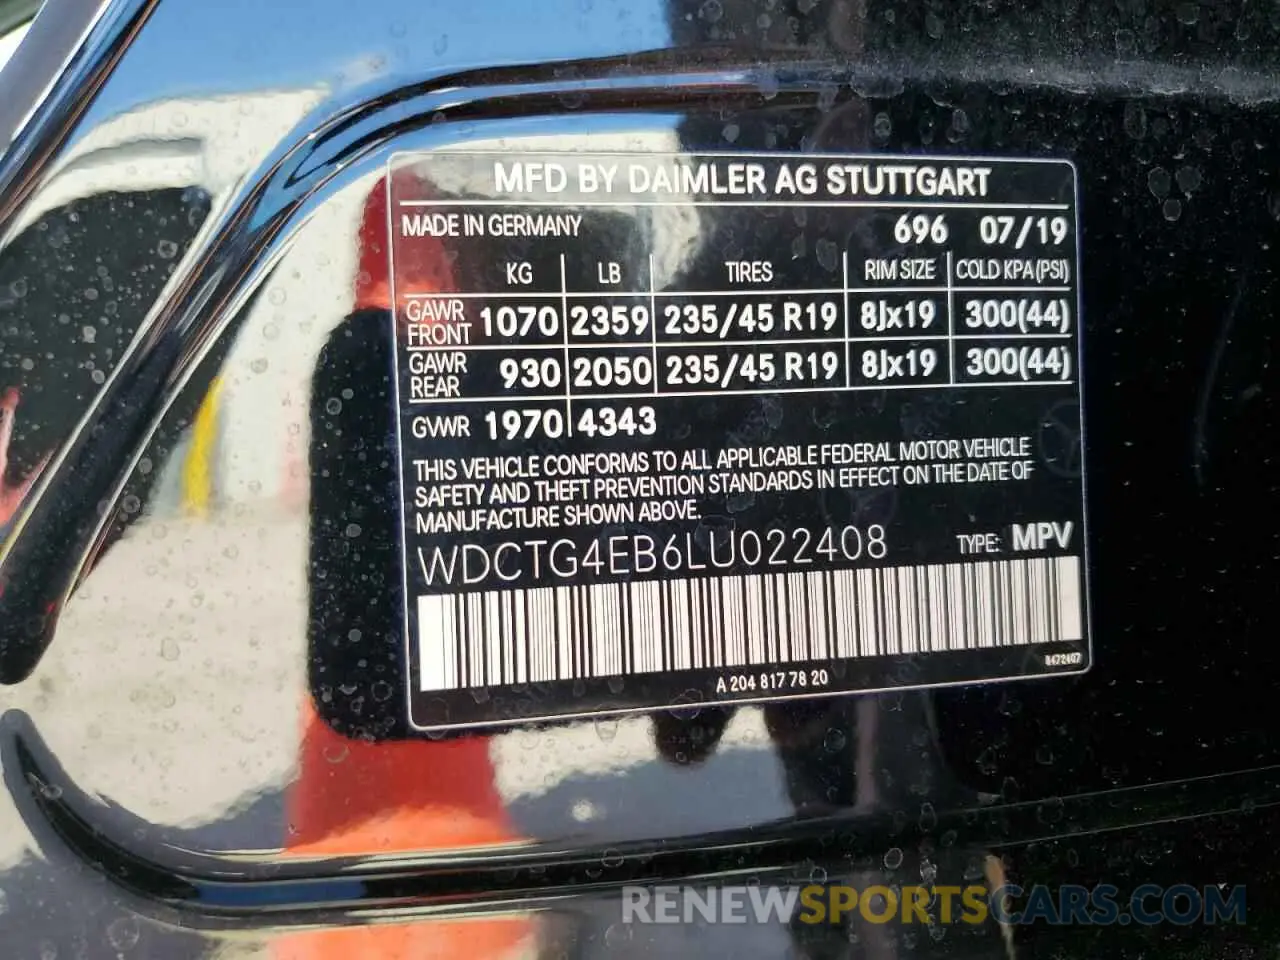 MFD BY DAIMLER AG STUTTGART
MADE IN GERMANY 696 07/19
KG LB TIRES RIM SIZE COLD KPA(PSI)
GAWR FRONT 1070 2359 235/45 R19 8Jx19 300(44)
GAWR REAR 930 2050 235/45 R19 8Jx19 300(44)
GVWR 1970 4343
THIS VEHICLE CONFORMS TO ALL APPLICABLE FEDERAL MOTOR VEHICLE
SAFETY AND THEFT PREVENTION STANDARDS IN EFFECT ON THE DATE OF
MANUFACTURE SHOWN ABOVE.
WDCTG4EB6LU022408 TYPE: MPV
8472407
A 204 817 78 20
RENEWSPORTSCARS.COM